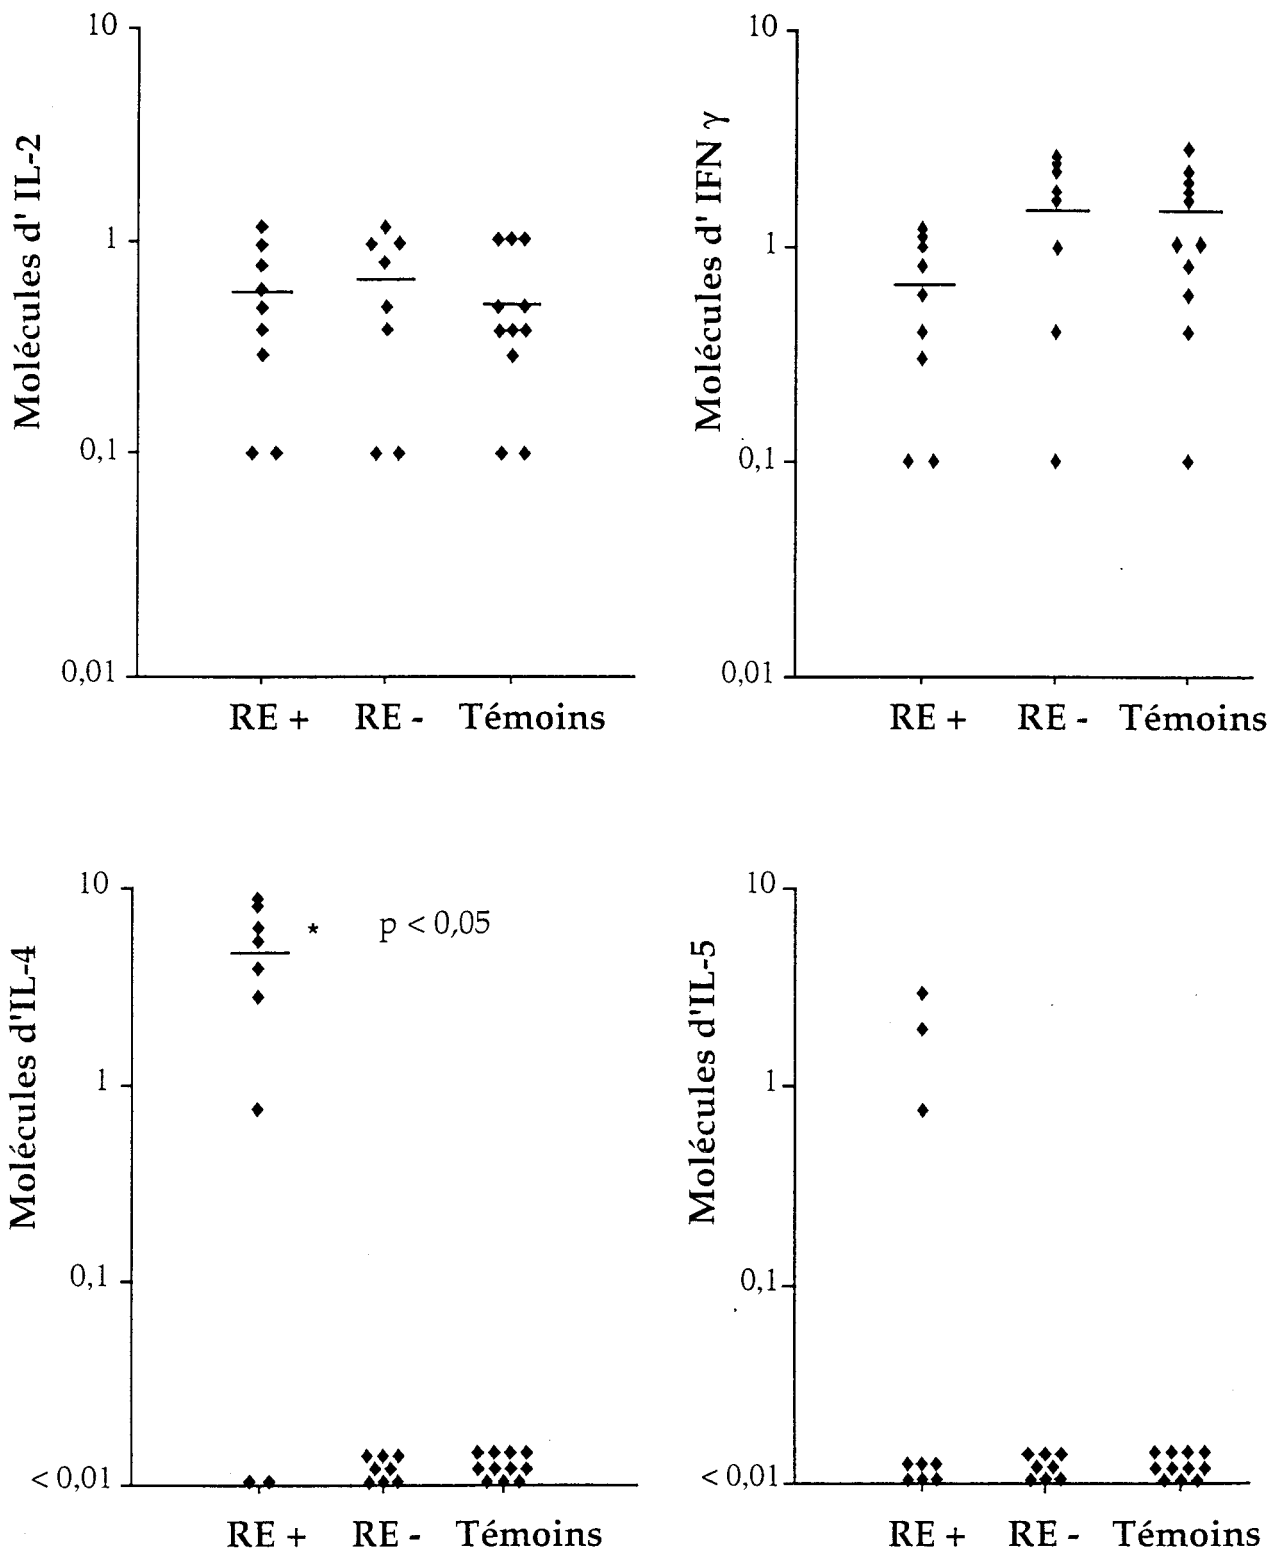 Molécules d' IL-2
10
1
0,1
0,01
RE + RE - Témoins
Molécules d' IFN γ
10
1
0,1
0,01
RE + RE - Témoins
Molécules d'IL-4
10
1
0,1
< 0,01
* p < 0,05
RE + RE - Témoins
Molécules d'IL-5
10
1
0,1
< 0,01
RE + RE - Témoins